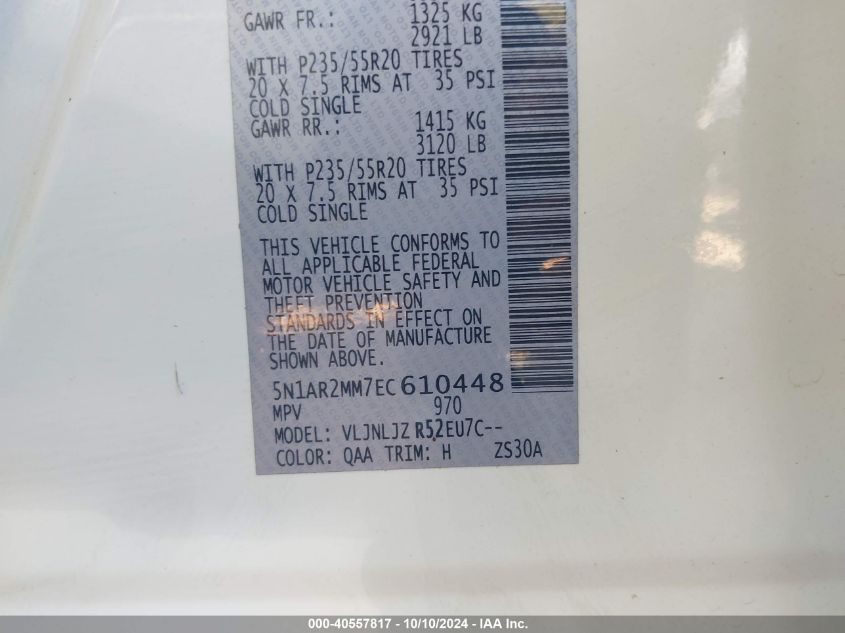 GAWR FR.: 1325 KG
2921 LB
WITH P235/55R20 TIRES
20 X 7.5 RIMS AT 35 PSI
COLD SINGLE
GAWR RR.: 1415 KG
3120 LB
WITH P235/55R20 TIRES
20 X 7.5 RIMS AT 35 PSI
COLD SINGLE
THIS VEHICLE CONFORMS TO
ALL APPLICABLE FEDERAL
MOTOR VEHICLE SAFETY AND
THEFT PREVENTION
STANDARDS IN EFFECT ON
THE DATE OF MANUFACTURE
SHOWN ABOVE.
5N1AR2MM7EC610448
MPV 970
MODEL: VLJNLJZ R52EU7C--
COLOR: QAA TRIM: H ZS30A
000-40557817 - 10/10/2024 - IAA Inc.